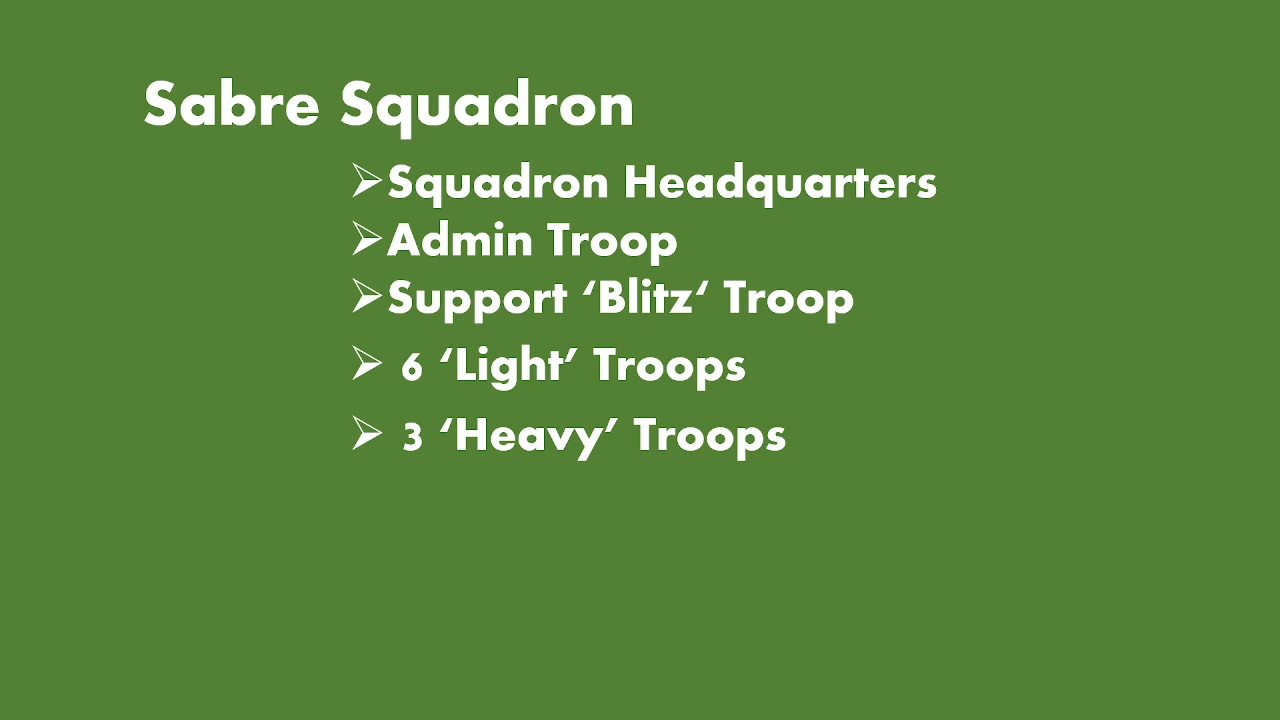 Sabre Squadron
➢Squadron Headquarters
➢Admin Troop
➢Support ‘Blitz‘ Troop
➢ 6 ‘Light’ Troops
➢ 3 ‘Heavy’ Troops